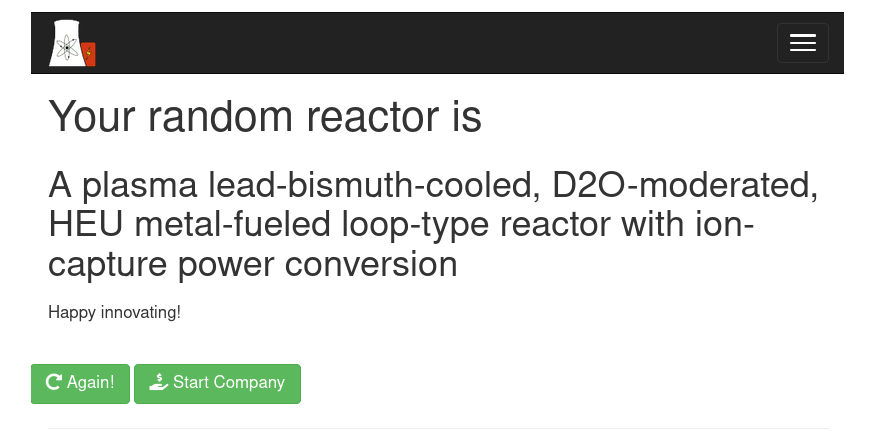 Your random reactor is
A plasma lead-bismuth-cooled, D2O-moderated,
HEU metal-fueled loop-type reactor with ion-
capture power conversion
Happy innovating!
Again!
Start Company